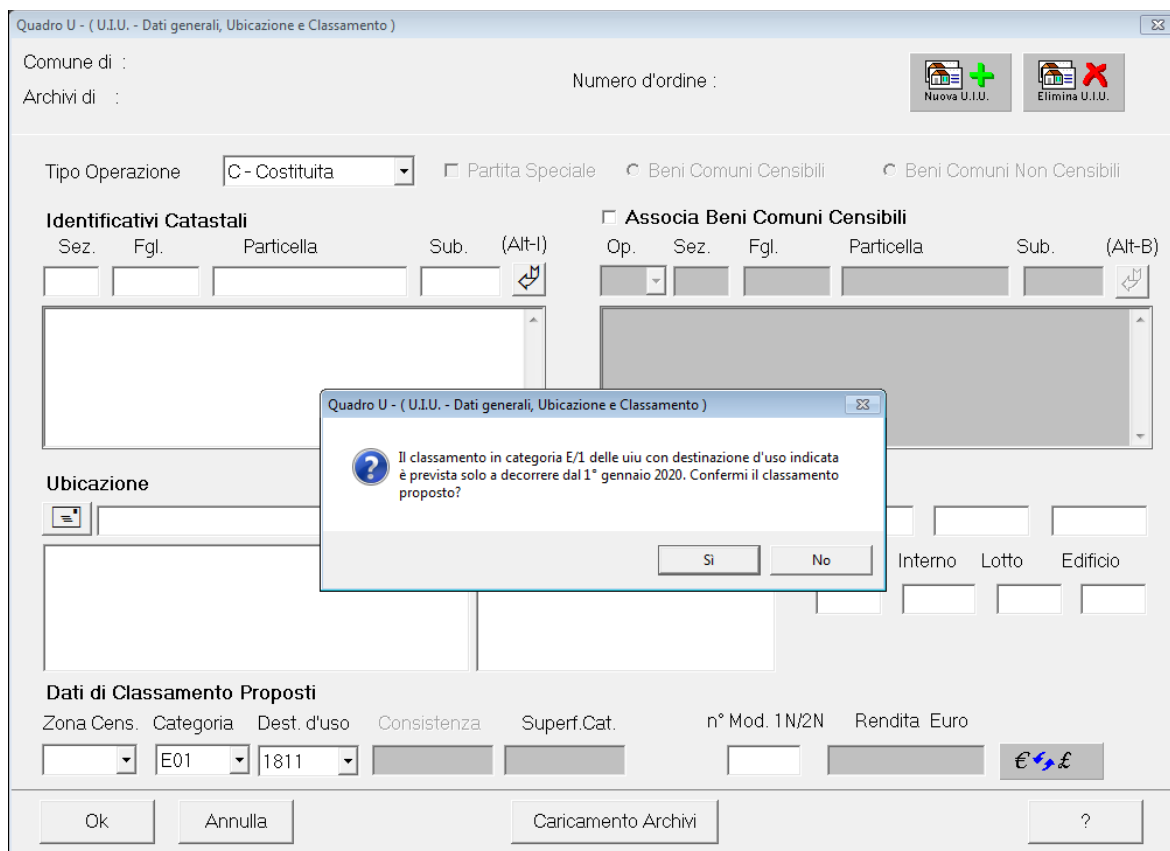 Quadro U - ( U.I.U. - Dati generali, Ubicazione e Classamento )
Comune di :
Numero d'ordine :
Archivi di :
Nuova U.I.U.
Elimina U.I.U.
Tipo Operazione
C - Costituita
Partita Speciale
Beni Comuni Censibili
Beni Comuni Non Censibili
Identificativi Catastali
Associa Beni Comuni Censibili
Sez. Fgl. Particella Sub. (Alt-I)
Op. Sez. Fgl. Particella Sub. (Alt-B)
Quadro U - ( U.I.U. - Dati generali, Ubicazione e Classamento )
Il classamento in categoria E/1 delle uiu con destinazione d'uso indicata
è prevista solo a decorrere dal 1° gennaio 2020. Confermi il classamento
proposto?
Sì
No
Ubicazione
Interno Lotto Edificio
Dati di Classamento Proposti
Zona Cens. Categoria Dest. d'uso Consistenza Superf.Cat. n° Mod. 1N/2N Rendita Euro
E01 1811
€ £
Ok
Annulla
Caricamento Archivi
?